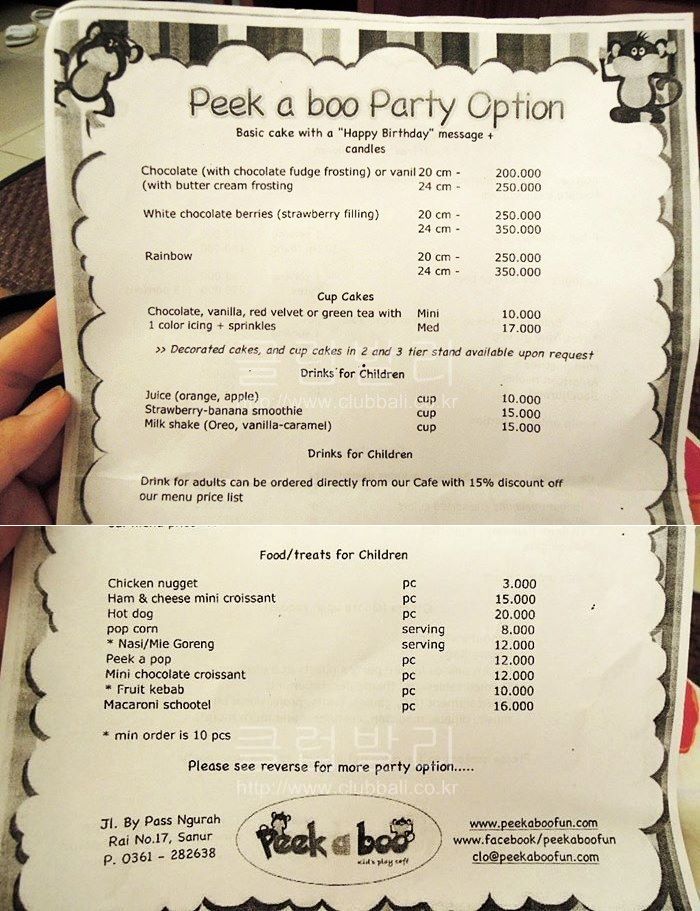 Peek a boo Party Option
Basic cake with a "Happy Birthday" message +
candles
Chocolate (with chocolate fudge frosting) or vanil 20 cm - 200.000
(with butter cream frosting 24 cm - 250.000
White chocolate berries (strawberry filling) 20 cm - 250.000
24 cm - 350.000
Rainbow 20 cm - 250.000
24 cm - 350.000
Cup Cakes
Chocolate, vanilla, red velvet or green tea with Mini 10.000
1 color icing + sprinkles Med 17.000
>> Decorated cakes, and cup cakes in 2 and 3 tier stand available upon request
클럽발리
Drinks for Children
http://www.clubbali.co.kr
Juice (orange, apple) cup 10.000
Strawberry-banana smoothie cup 15.000
Milk shake (Oreo, vanilla-caramel) cup 15.000
Drinks for Children
Drink for adults can be ordered directly from our Cafe with 15% discount off
our menu price list
our menu price
Food/treats for Children
Chicken nugget pc 3.000
Ham & cheese mini croissant pc 15.000
Hot dog pc 20.000
pop corn serving 8.000
* Nasi/Mie Goreng serving 12.000
Peek a pop pc 12.000
Mini chocolate croissant pc 12.000
* Fruit kebab pc 10.000
Macaroni schootel pc 16.000
* min order is 10 pcs
클럽발리
Please see reverse for more party option.....
http://www.clubbali.co.kr
Jl. By Pass Ngurah
Rai No.17, Sanur
P. 0361 - 282638
Peek a boo
kid's play café
www.peekaboofun.com
www.facebook/peekaboofun
clo@peekaboofun.com